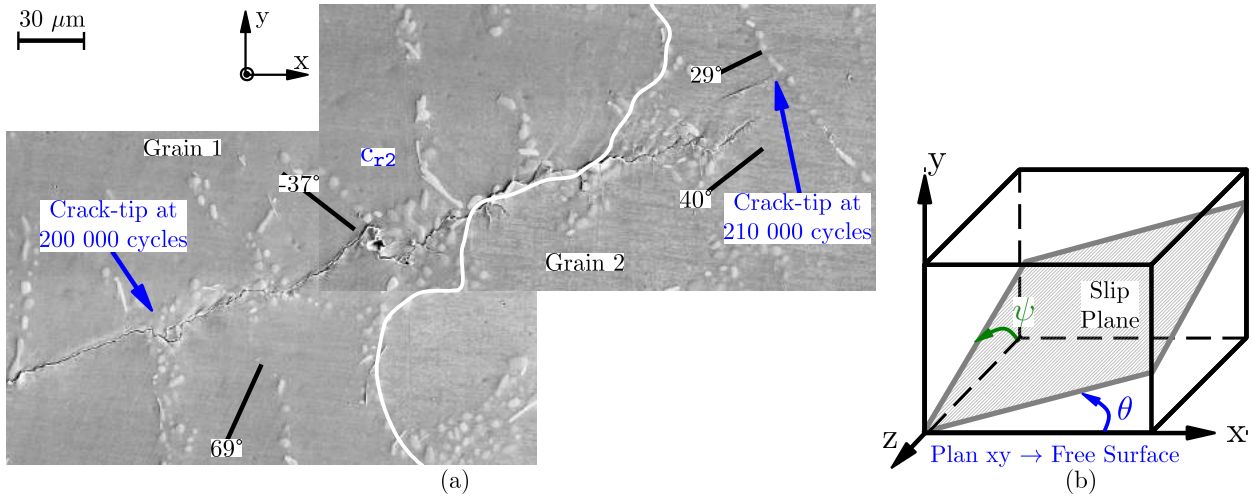 30 μm
y
x
Grain 1
c_r2
-37°
29°
40°
Crack-tip at
200 000 cycles
Crack-tip at
210 000 cycles
Grain 2
69°
(a)
y
ψ
Slip
Plane
θ
z
x
Plan xy → Free Surface
(b)